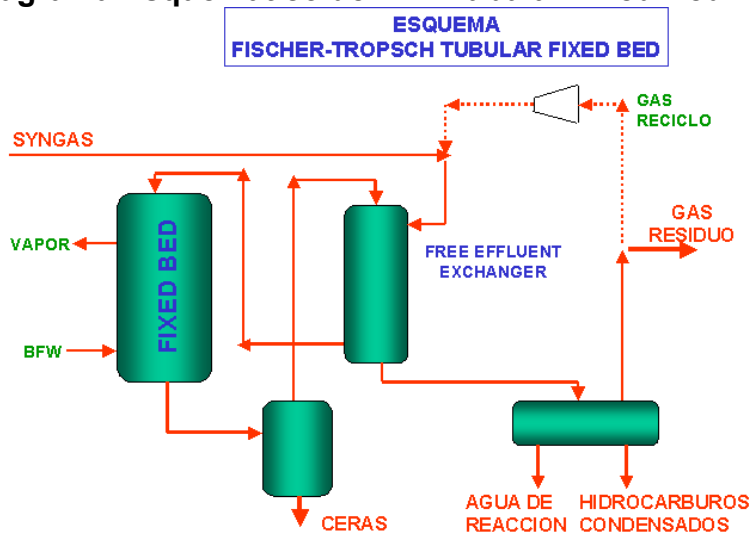 ESQUEMA
FISCHER-TROPSCH TUBULAR FIXED BED
GAS
RECICLO
SYNGAS
GAS
RESIDUO
VAPOR
FIXED BED
FREE EFFLUENT
EXCHANGER
BFW
CERAS
AGUA DE
REACCION
HIDROCARBUROS
CONDENSADOS